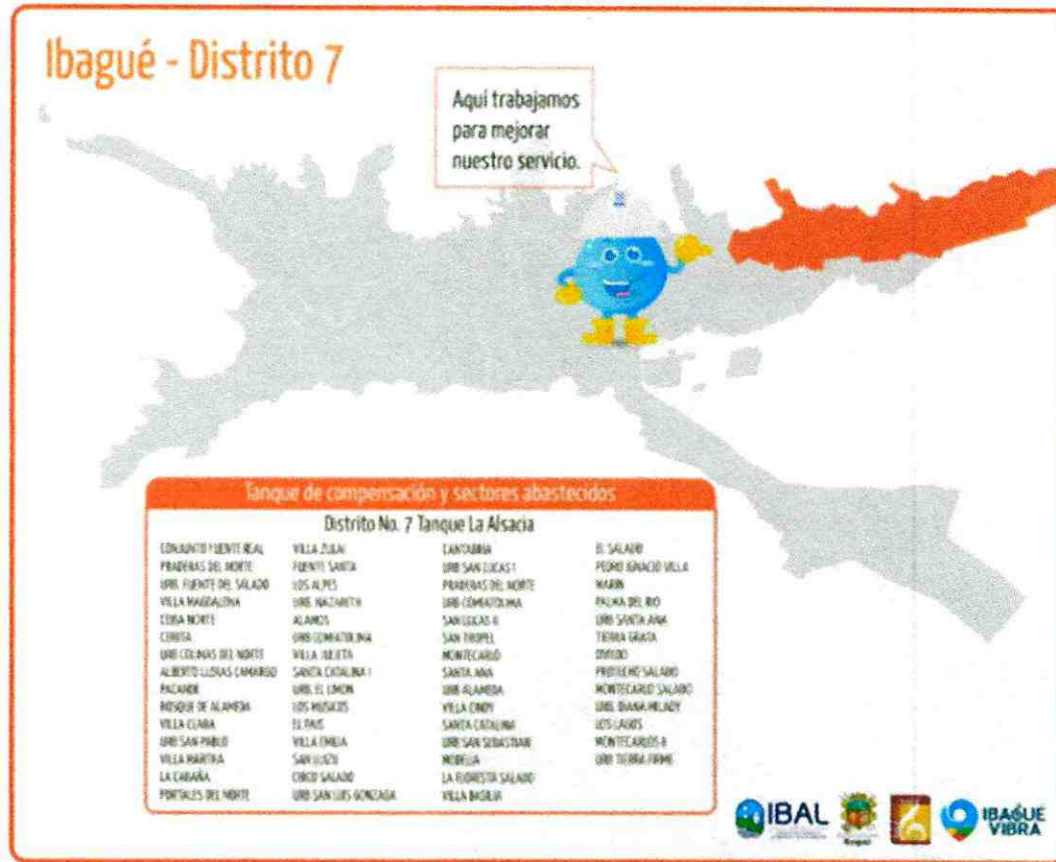 Ibagué - Distrito 7
Aquí trabajamos
para mejorar
nuestro servicio.
Tanque de compensación y sectores abastecidos
Distrito No. 7 Tanque La Alsacia
CONJUNTO FUENTE REAL
PRADERAS DEL NORTE
URB. FUENTE DEL SALADO
VILLA MAGDALENA
CEIBA NORTE
URB COLINAS DEL NORTE
ALBERTO LLERAS CAMARGO
PACANDE
BOSQUE DE ALAMEDA
VILLA CLARA
URB SAN PABLO
VILLA MARTHA
LA CABAÑA
PORTALES DEL NORTE
VILLA ZULAI
FUENTE SANTA
LOS ALPES
URB. NAZARETH
ALAMOS
URB COMFATOLIMA
VILLA JULIETA
SANTA CATALINA I
URB. EL LIMON
LOS MUSICOS
EL PAIS
VILLA EMILIA
CHICO SALADO
URB SAN LUIS GONZAGA
CANTABRIA
URB SAN LUCAS I
PRADERAS DEL NORTE
URB COMFATOLIMA
SAN LUCAS II
SAN TROPEL
MONTECARLO
SANTA ANA
URB ALAMEDA
VILLA CINDY
SANTA CATALINA
URB SAN SEBASTIAN
MODELIA
LA FLORESTA SALADO
VILLA BASILIA
EL SALADO
PEDRO IGNACIO VILLA
MARIN
PALMA DEL RIO
URB SANTA ANA
TIERRA GRATA
OVIEDO
PROTECHO SALADO
MONTECARLO SALADO
URB. DIANA MILADY
LOS LAGOS
MONTECARLOS II
URB TIERRA FIRME
IBAL
IBAGUE
VIBRA